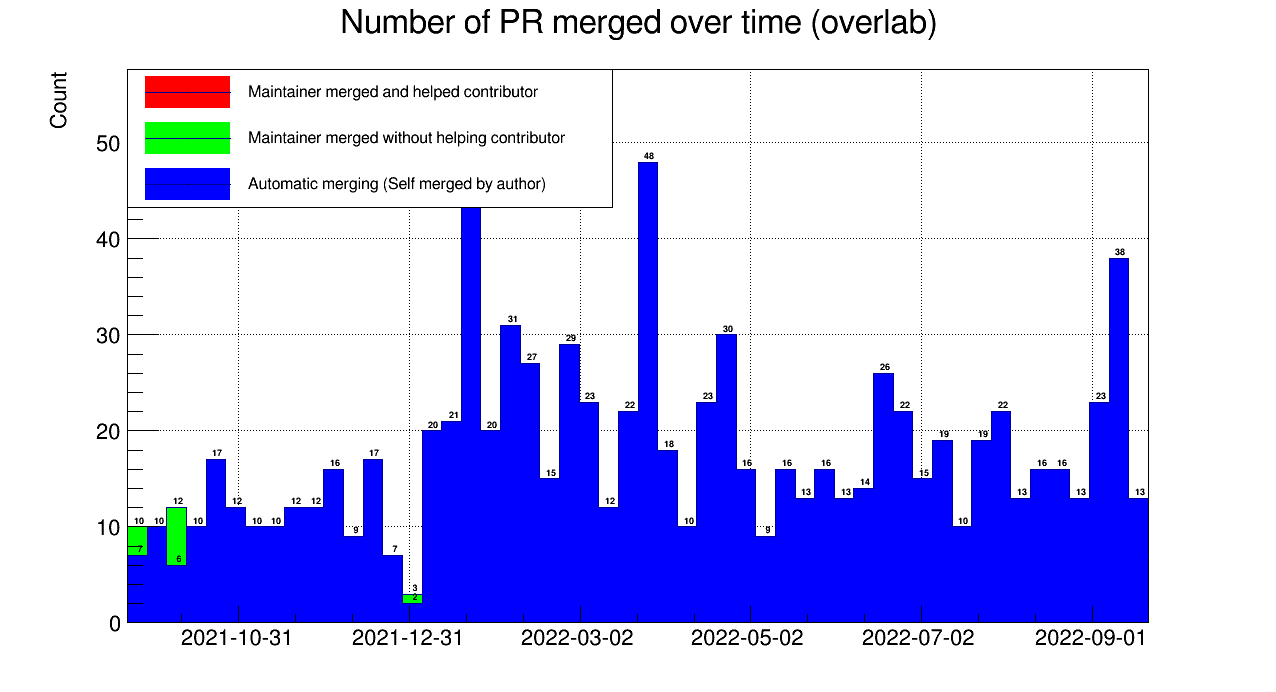 Number of PR merged over time (overlab)
Count
Maintainer merged and helped contributor
Maintainer merged without helping contributor
Automatic merging (Self merged by author)
50
40
30
20
10
0
10 10 12 10 17 12 10 10 12 12 16 9 17 7 3 20 21 20 31 27 15 29 23 12 22 48 18 10 23 30 16 9 16 13 16 13 14 26 22 15 19 10 19 22 13 16 16 13 23 38 13
7 6 2
2021-10-31 2021-12-31 2022-03-02 2022-05-02 2022-07-02 2022-09-01